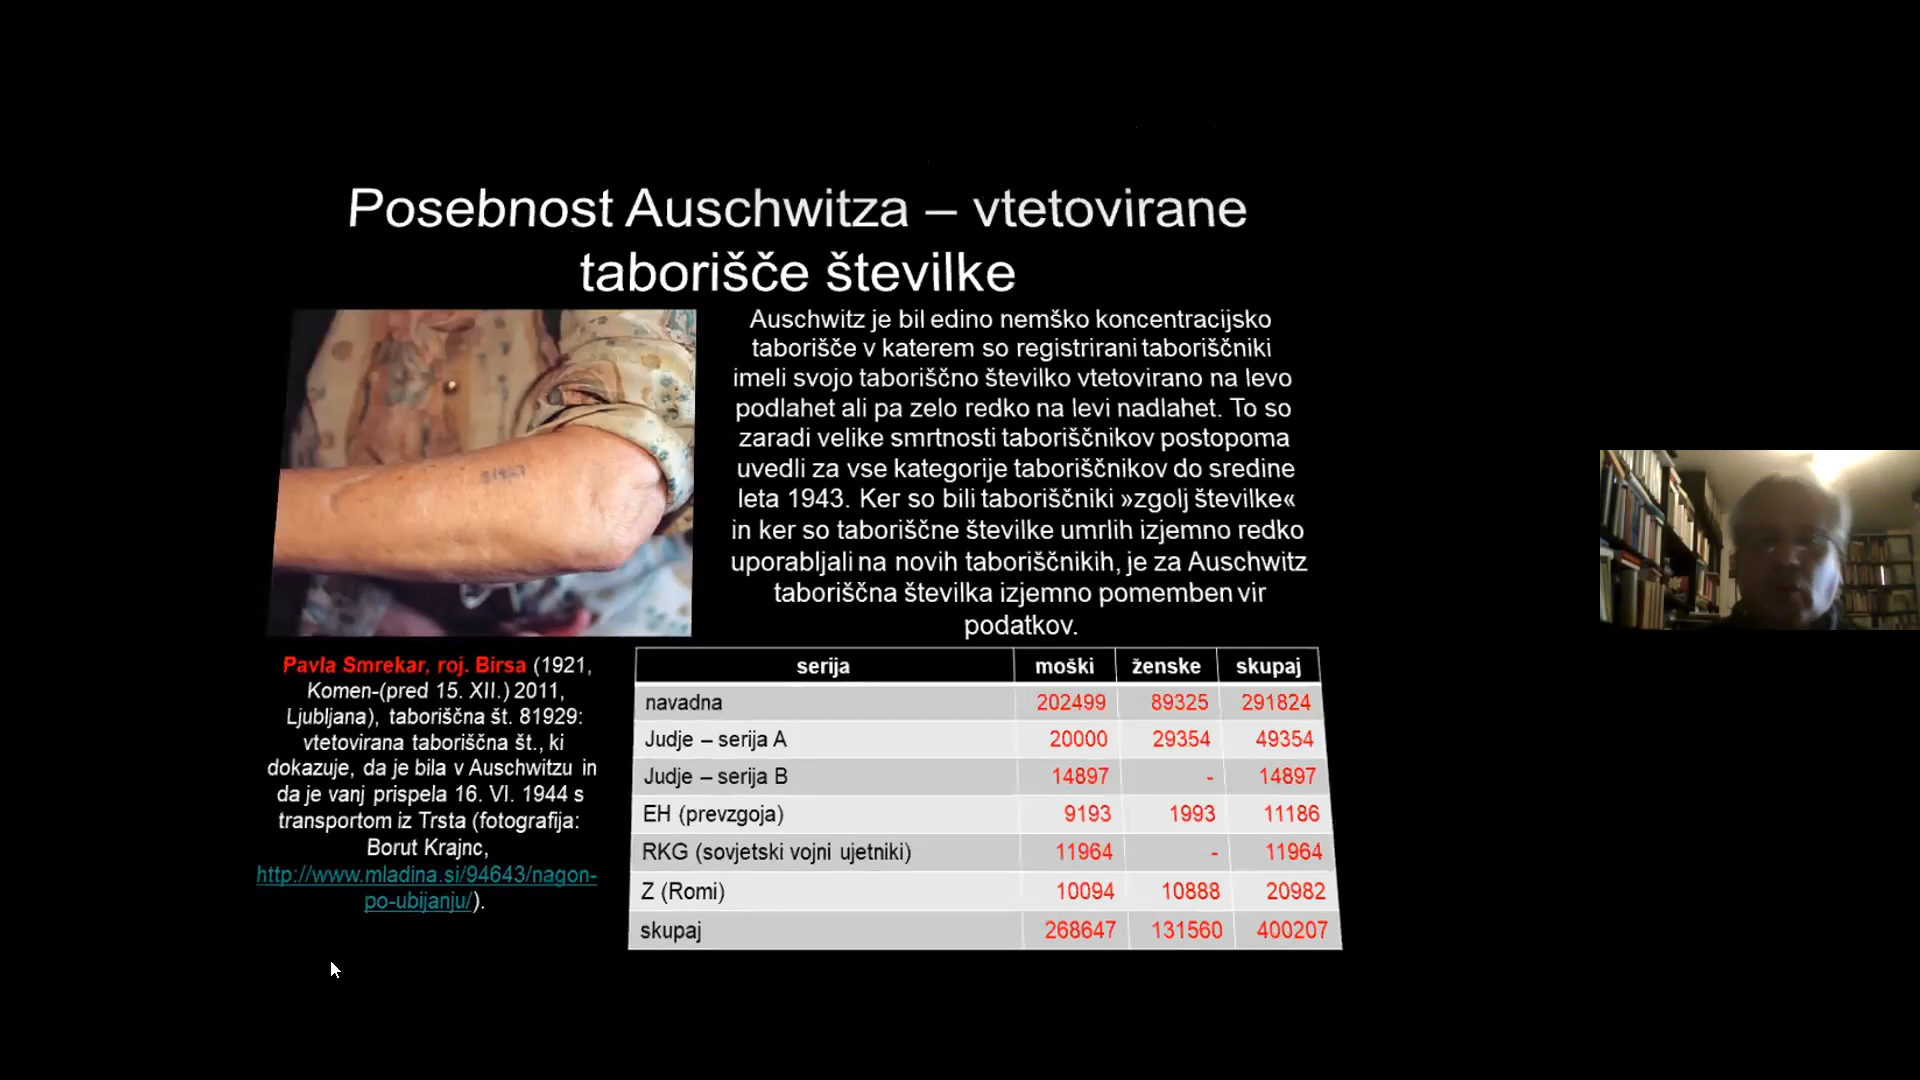 Posebnost Auschwitza – vtetovirane
taborišče številke
Auschwitz je bil edino nemško koncentracijsko
taborišče v katerem so registrirani taboriščniki
imeli svojo taboriščno številko vtetovirano na levo
podlahet ali pa zelo redko na levi nadlahet. To so
zaradi velike smrtnosti taboriščnikov postopoma
uvedli za vse kategorije taboriščnikov do sredine
leta 1943. Ker so bili taboriščniki »zgolj številke«
in ker so taboriščne številke umrlih izjemno redko
uporabljali na novih taboriščnikih, je za Auschwitz
taboriščna številka izjemno pomemben vir
podatkov.
Pavla Smrekar, roj. Birsa (1921,
Komen-(pred 15. XII.) 2011,
Ljubljana), taboriščna št. 81929:
vtetovirana taboriščna št., ki
dokazuje, da je bila v Auschwitzu in
da je vanj prispela 16. VI. 1944 s
transportom iz Trsta (fotografija:
Borut Krajnc,
http://www.mladina.si/94643/nagon-
po-ubijanju/).
serija moški ženske skupaj
navadna 202499 89325 291824
Judje – serija A 20000 29354 49354
Judje – serija B 14897 - 14897
EH (prevzgoja) 9193 1993 11186
RKG (sovjetski vojni ujetniki) 11964 - 11964
Z (Romi) 10094 10888 20982
skupaj 268647 131560 400207